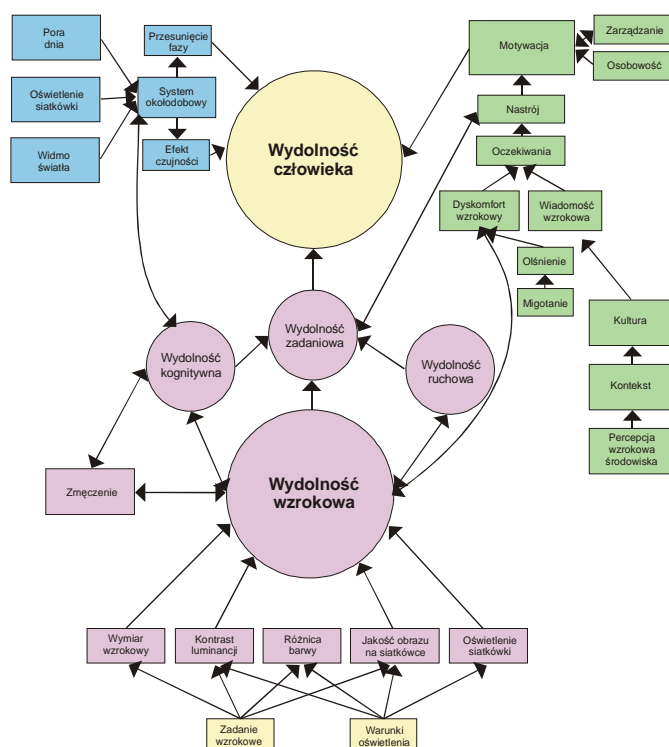 Pora
dnia
Przesunięcie
fazy
Motywacja
Zarządzanie
Osobowość
Oświetlenie
siatkówki
System
okołodobowy
Nastrój
Widmo
światła
Efekt
czujności
Wydolność
człowieka
Oczekiwania
Dyskomfort
wzrokowy
Wiadomość
wzrokowa
Olśnienie
Migotanie
Kultura
Wydolność
zadaniowa
Wydolność
kognitywna
Wydolność
ruchowa
Kontekst
Percepcja
wzrokowa
środowiska
Zmęczenie
Wydolność
wzrokowa
Wymiar
wzrokowy
Kontrast
luminancji
Różnica
barwy
Jakość obrazu
na siatkówce
Oświetlenie
siatkówki
Zadanie
wzrokowe
Warunki
oświetlenia